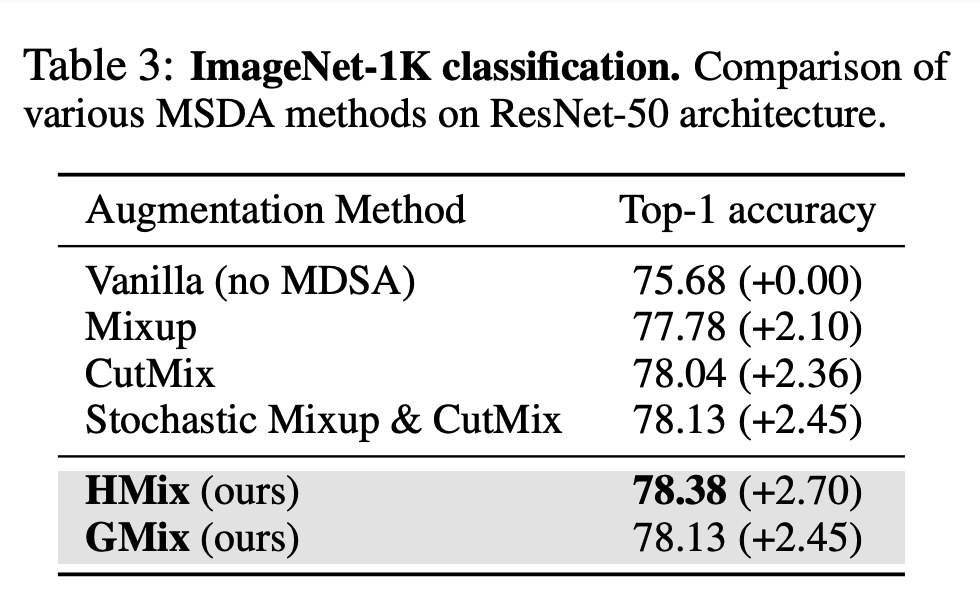 Table 3: ImageNet-1K classification. Comparison of
various MSDA methods on ResNet-50 architecture.
Augmentation Method Top-1 accuracy
Vanilla (no MDSA) 75.68 (+0.00)
Mixup 77.78 (+2.10)
CutMix 78.04 (+2.36)
Stochastic Mixup & CutMix 78.13 (+2.45)
HMix (ours) 78.38 (+2.70)
GMix (ours) 78.13 (+2.45)